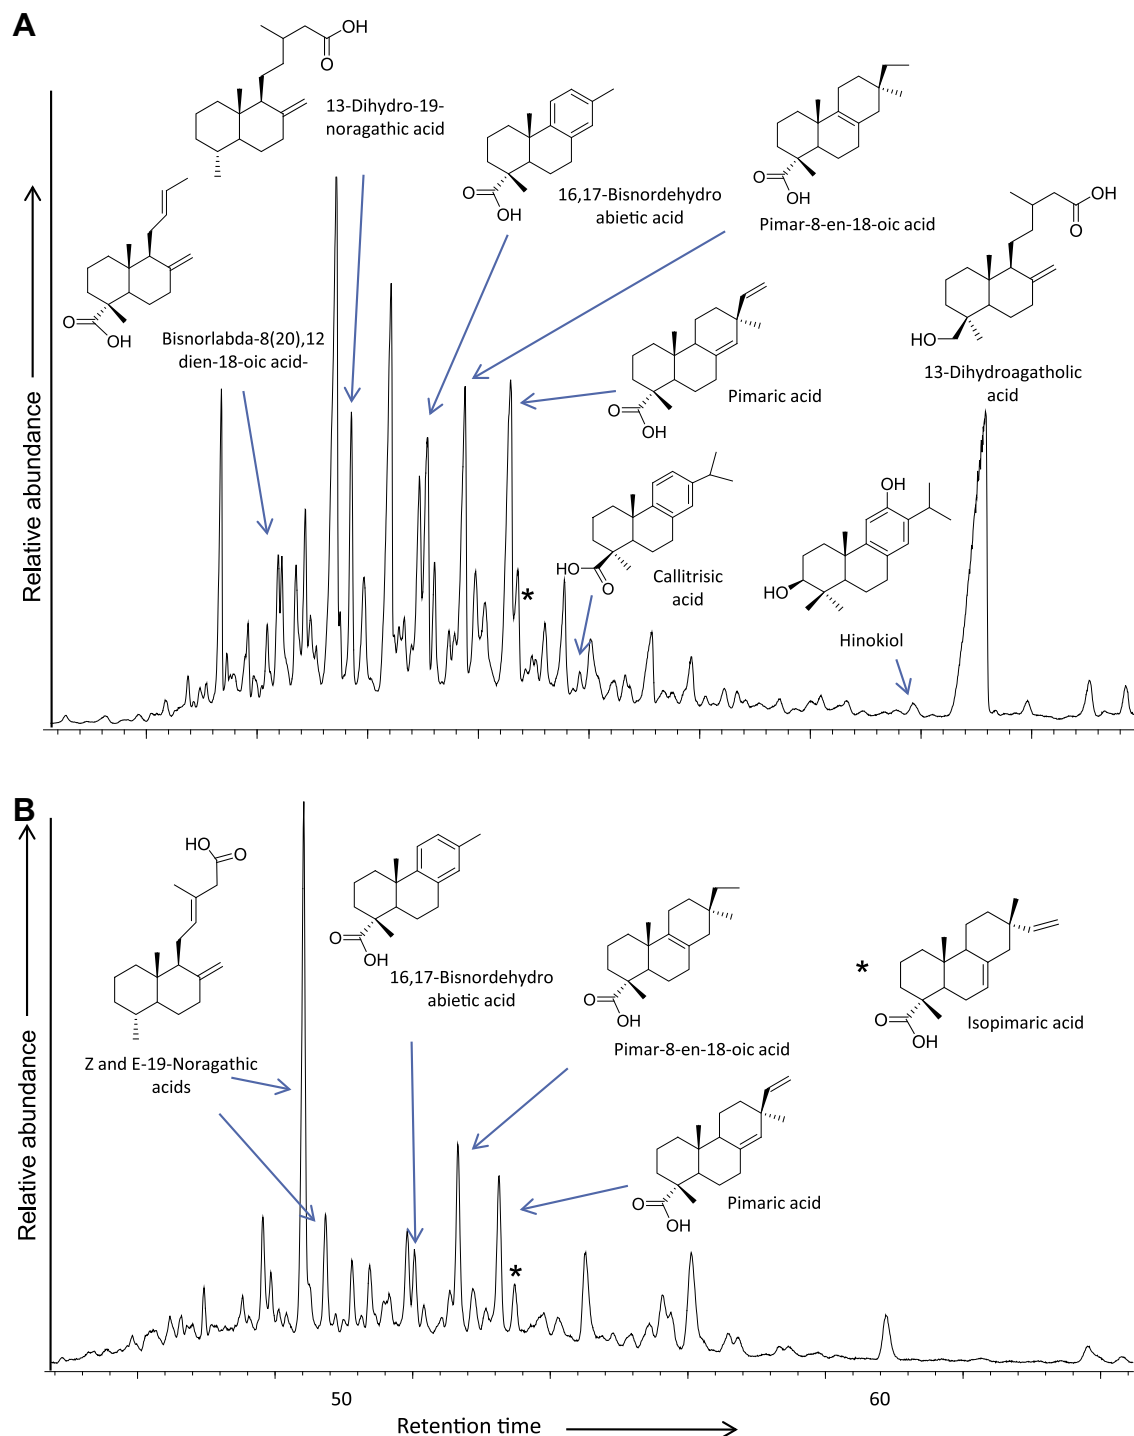 A
OH
O
13-Dihydro-19-
noragathic acid
O
OH
16,17-Bisnordehydro
abietic acid
O
OH
Pimar-8-en-18-oic acid
OH
O
HO
13-Dihydroagatholic
acid
O
OH
Bisnorlabda-8(20),12
dien-18-oic acid-
O
OH
Pimaric acid
HO
O
Callitrisic
acid
OH
HO
Hinokiol
*
Relative abundance
B
HO
O
Z and E-19-Noragathic
acids
O
OH
16,17-Bisnordehydro
abietic acid
O
OH
Pimar-8-en-18-oic acid
*
O
OH
Isopimaric acid
O
OH
Pimaric acid
*
Relative abundance
50
60
Retention time